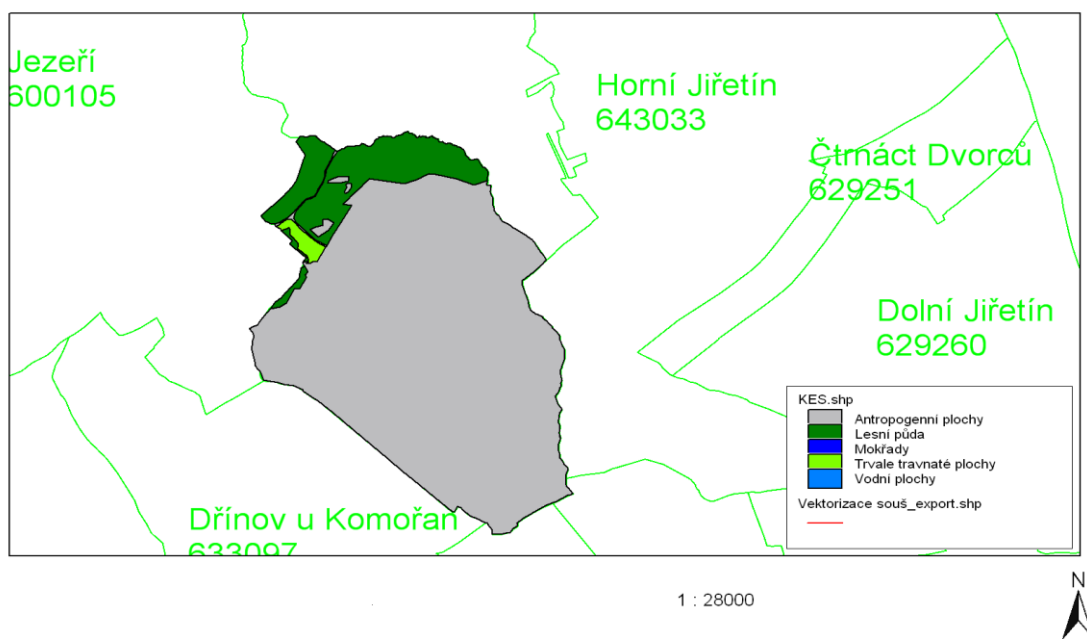 Jezeří
600105
Horní Jiřetín
643033
Čtrnáct Dvorců
629251
Dolní Jiřetín
629260
Dřínov u Komořan
633097
KES.shp
Antropogenní plochy
Lesní půda
Mokřady
Trvale travnaté plochy
Vodní plochy
Vektorizace souš_export.shp
1 : 28000
N